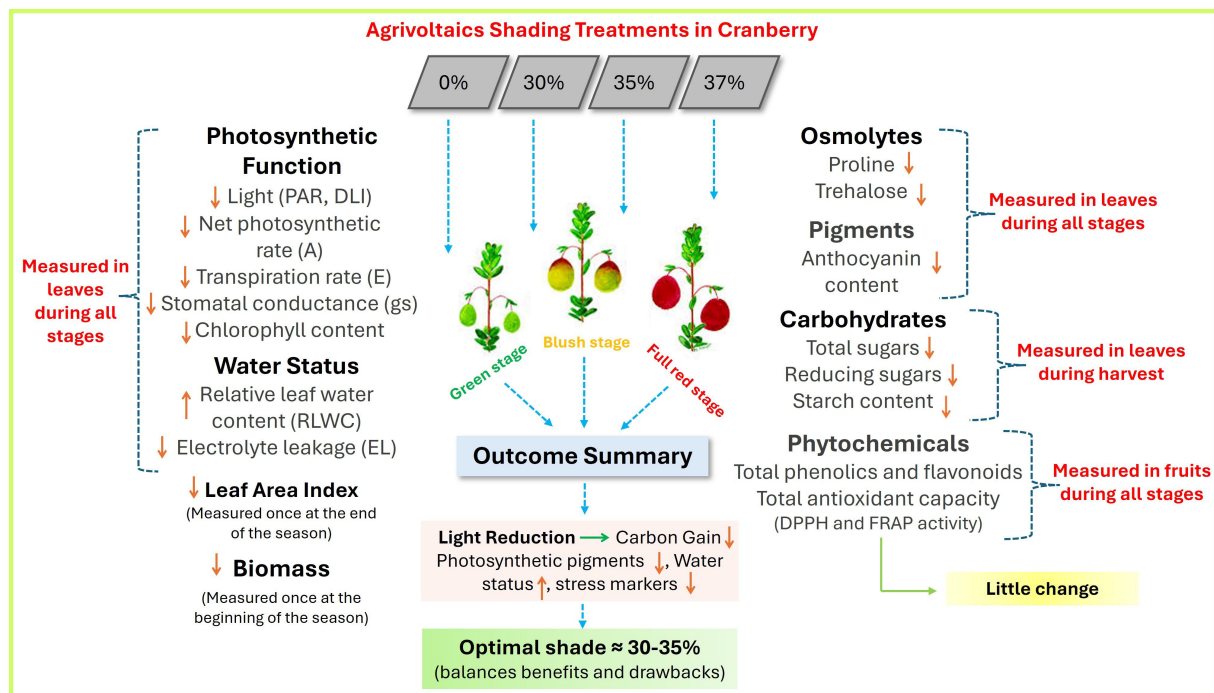 Agrivoltaics Shading Treatments in Cranberry
0%
30%
35%
37%
Photosynthetic
Function
Light (PAR, DLI)
Net photosynthetic
rate (A)
Transpiration rate (E)
Stomatal conductance (gs)
Chlorophyll content
Water Status
Relative leaf water
content (RLWC)
Electrolyte leakage (EL)
Measured in
leaves
during all
stages
Leaf Area Index
(Measured once at the end
of the season)
Biomass
(Measured once at the
beginning of the season)
Green stage
Blush stage
Full red stage
Outcome Summary
Light Reduction → Carbon Gain ↓
Photosynthetic pigments ↓, Water
status ↑, stress markers ↓
Optimal shade ≈ 30-35%
(balances benefits and drawbacks)
Osmolytes
Proline
Trehalose
Pigments
Anthocyanin
content
Measured in leaves
during all stages
Carbohydrates
Total sugars
Reducing sugars
Starch content
Measured in leaves
during harvest
Phytochemicals
Total phenolics and flavonoids
Total antioxidant capacity
(DPPH and FRAP activity)
Measured in fruits
during all stages
Little change